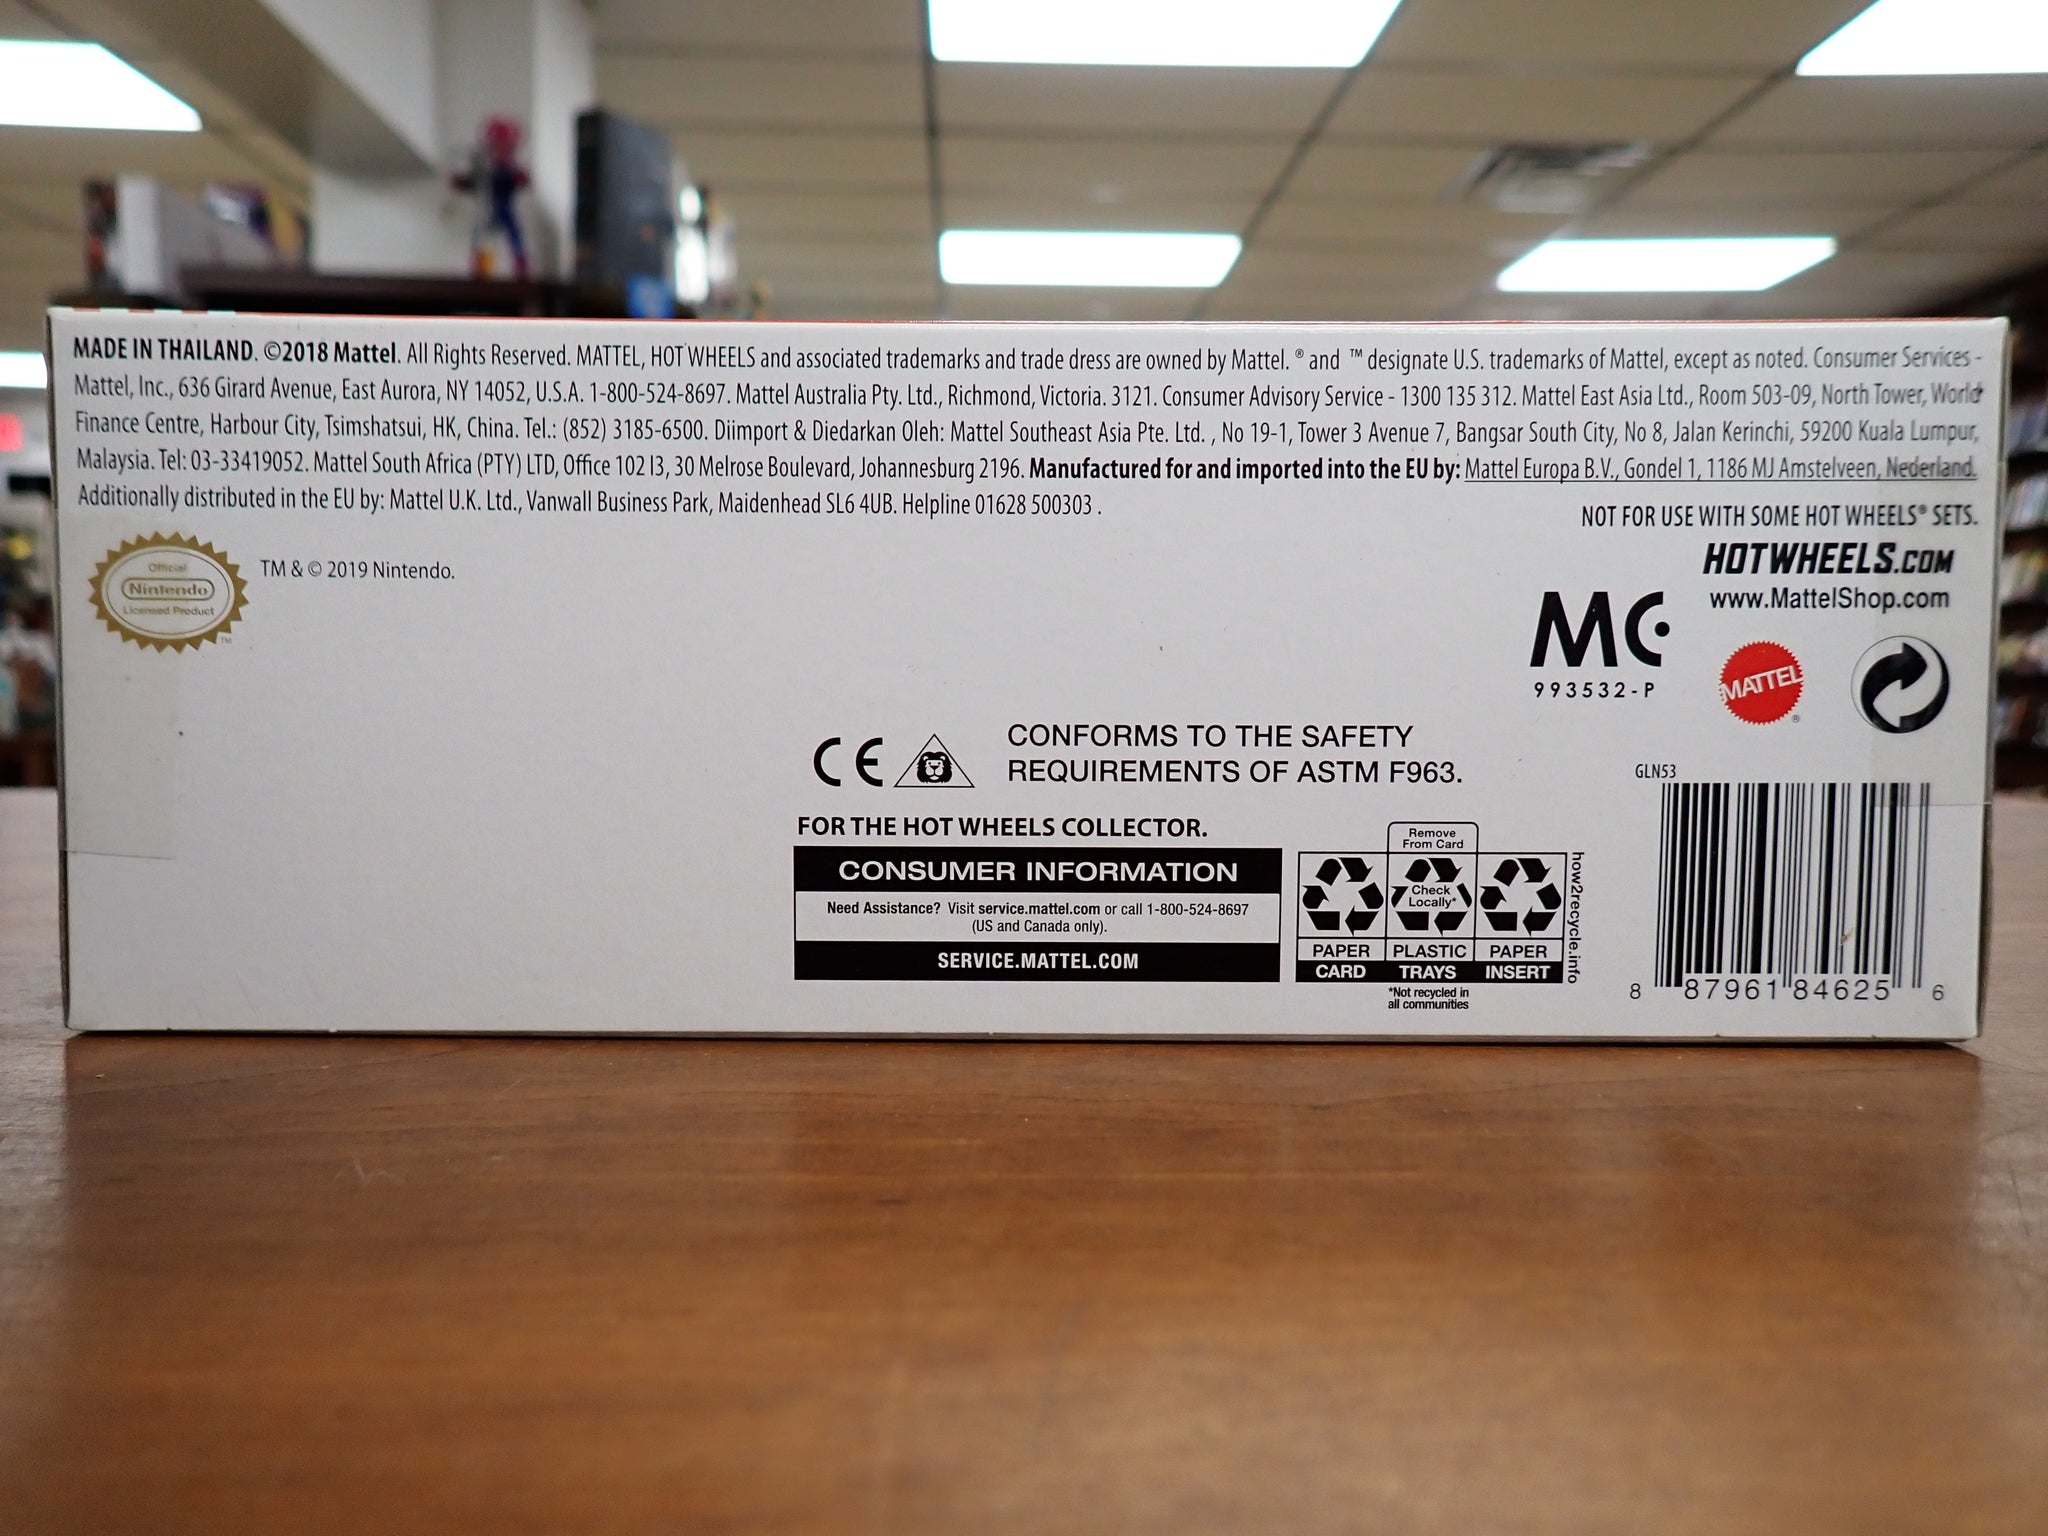 MADE IN THAILAND. ©2018 Mattel. All Rights Reserved. MATTEL, HOT WHEELS and associated trademarks and trade dress are owned by Mattel. ® and ™ designate U.S. trademarks of Mattel, except as noted. Consumer Services -
Mattel, Inc., 636 Girard Avenue, East Aurora, NY 14052, U.S.A. 1-800-524-8697. Mattel Australia Pty. Ltd., Richmond, Victoria. 3121. Consumer Advisory Service - 1300 135 312. Mattel East Asia Ltd., Room 503-09, North Tower, World
Finance Centre, Harbour City, Tsimshatsui, HK, China. Tel.: (852) 3185-6500. Diimport & Diedarkan Oleh: Mattel Southeast Asia Pte. Ltd. , No 19-1, Tower 3 Avenue 7, Bangsar South City, No 8, Jalan Kerinchi, 59200 Kuala Lumpur,
Malaysia. Tel: 03-33419052. Mattel South Africa (PTY) LTD, Office 102 I3, 30 Melrose Boulevard, Johannesburg 2196. Manufactured for and imported into the EU by: Mattel Europa B.V., Gondel 1, 1186 MJ Amstelveen, Nederland.
Additionally distributed in the EU by: Mattel U.K. Ltd., Vanwall Business Park, Maidenhead SL6 4UB. Helpline 01628 500303 .
NOT FOR USE WITH SOME HOT WHEELS® SETS.
HOTWHEELS.COM
www.MattelShop.com
Official
Nintendo
Licensed Product
TM
TM & © 2019 Nintendo.
MC
993532-P
MATTEL
®
CE
CONFORMS TO THE SAFETY
REQUIREMENTS OF ASTM F963.
FOR THE HOT WHEELS COLLECTOR.
CONSUMER INFORMATION
Need Assistance? Visit service.mattel.com or call 1-800-524-8697
(US and Canada only).
SERVICE.MATTEL.COM
Remove
From Card
Check
Locally*
PAPER PLASTIC PAPER
CARD TRAYS INSERT
*Not recycled in
all communities
how2recycle.info
GLN53
8 87961 84625 6